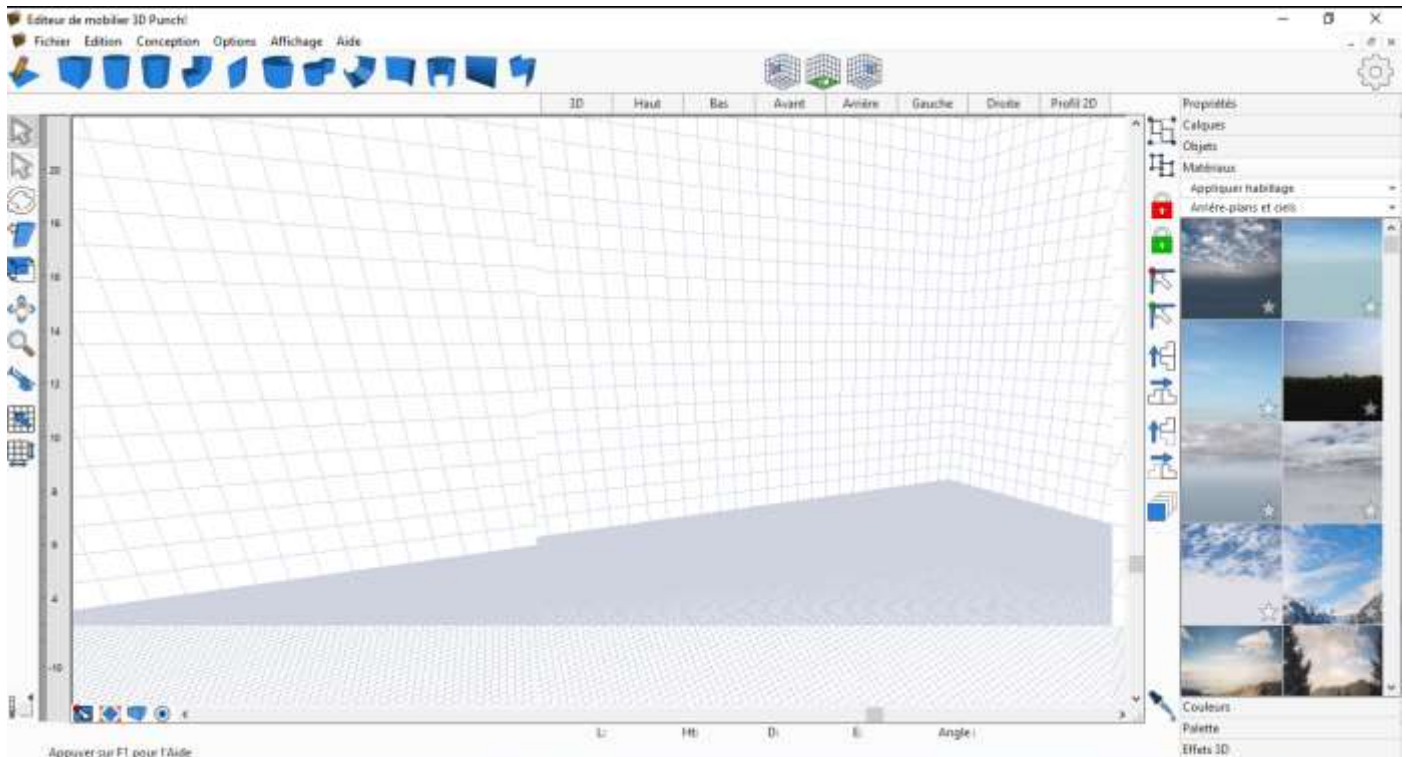 Editeur de mobilier 3D Punch!
Fichier Edition Conception Options Affichage Aide
3D Haut Bas Avant Arrière Gauche Droite Profil 2D
Propriétés
Calques
Objets
Matériaux
Appliquer habillage
Arrière-plans et ciels
20
18
16
14
12
10
8
6
4
-10
Couleurs
Palette
Effets 3D
L: Ht: D: E: Angle:
Appuyer sur F1 pour l'Aide